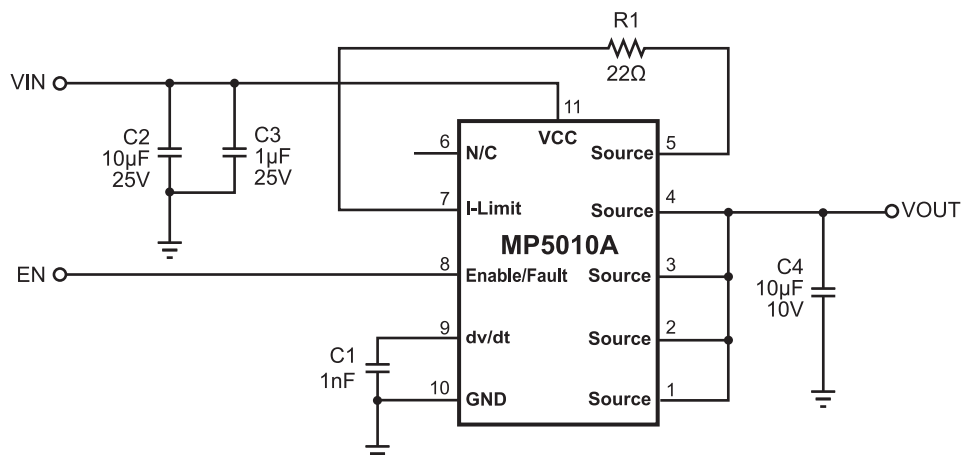 R1
22Ω
VIN
11
VCC
C2
10µF
25V
C3
1µF
25V
6
N/C
Source
5
7
I-Limit
Source
4
VOUT
MP5010A
EN
8
Enable/Fault
Source
3
C4
10µF
10V
9
dv/dt
Source
2
C1
1nF
10
GND
Source
1